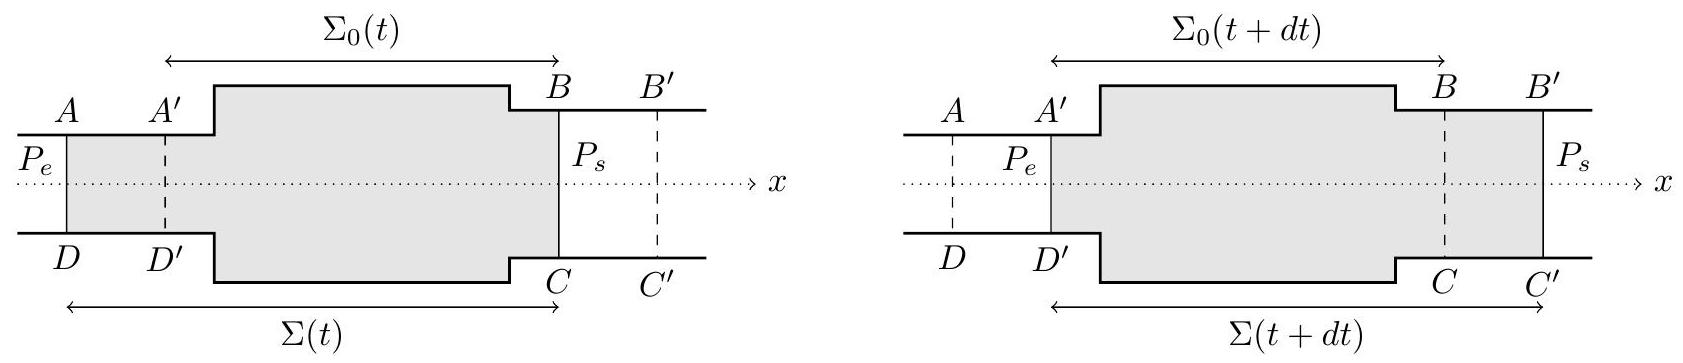 Σ₀(t)
A A′ B B′
Pₑ Pₛ x
D D′ C C′
Σ(t)
Σ₀(t + dt)
A A′ B B′
Pₑ Pₛ x
D D′ C C′
Σ(t + dt)